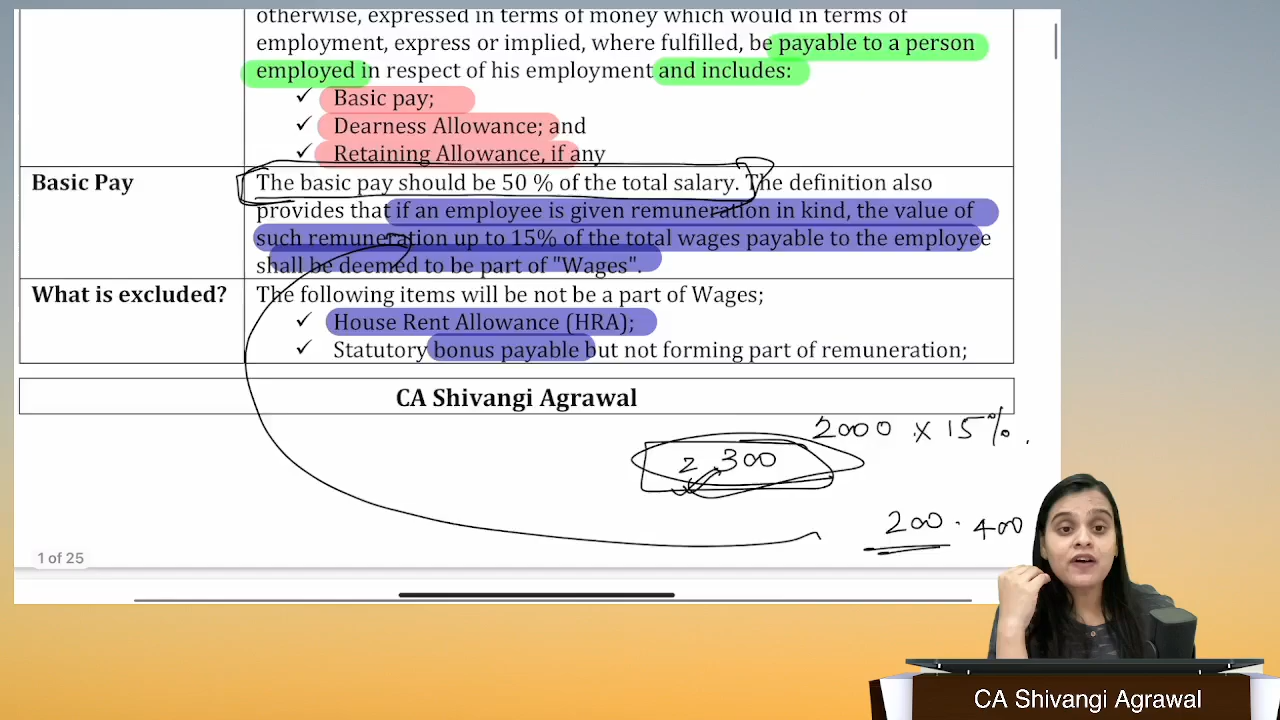 otherwise, expressed in terms of money which would in terms of
employment, express or implied, where fulfilled, be payable to a person
employed in respect of his employment and includes:
✓ Basic pay;
✓ Dearness Allowance; and
✓ Retaining Allowance, if any
Basic Pay
The basic pay should be 50 % of the total salary. The definition also
provides that if an employee is given remuneration in kind, the value of
such remuneration up to 15% of the total wages payable to the employee
shall be deemed to be part of "Wages".
What is excluded?
The following items will be not be a part of Wages;
✓ House Rent Allowance (HRA);
✓ Statutory bonus payable but not forming part of remuneration;
CA Shivangi Agrawal
2000 × 15%.
300
200 . 400
1 of 25
CA Shivangi Agrawal